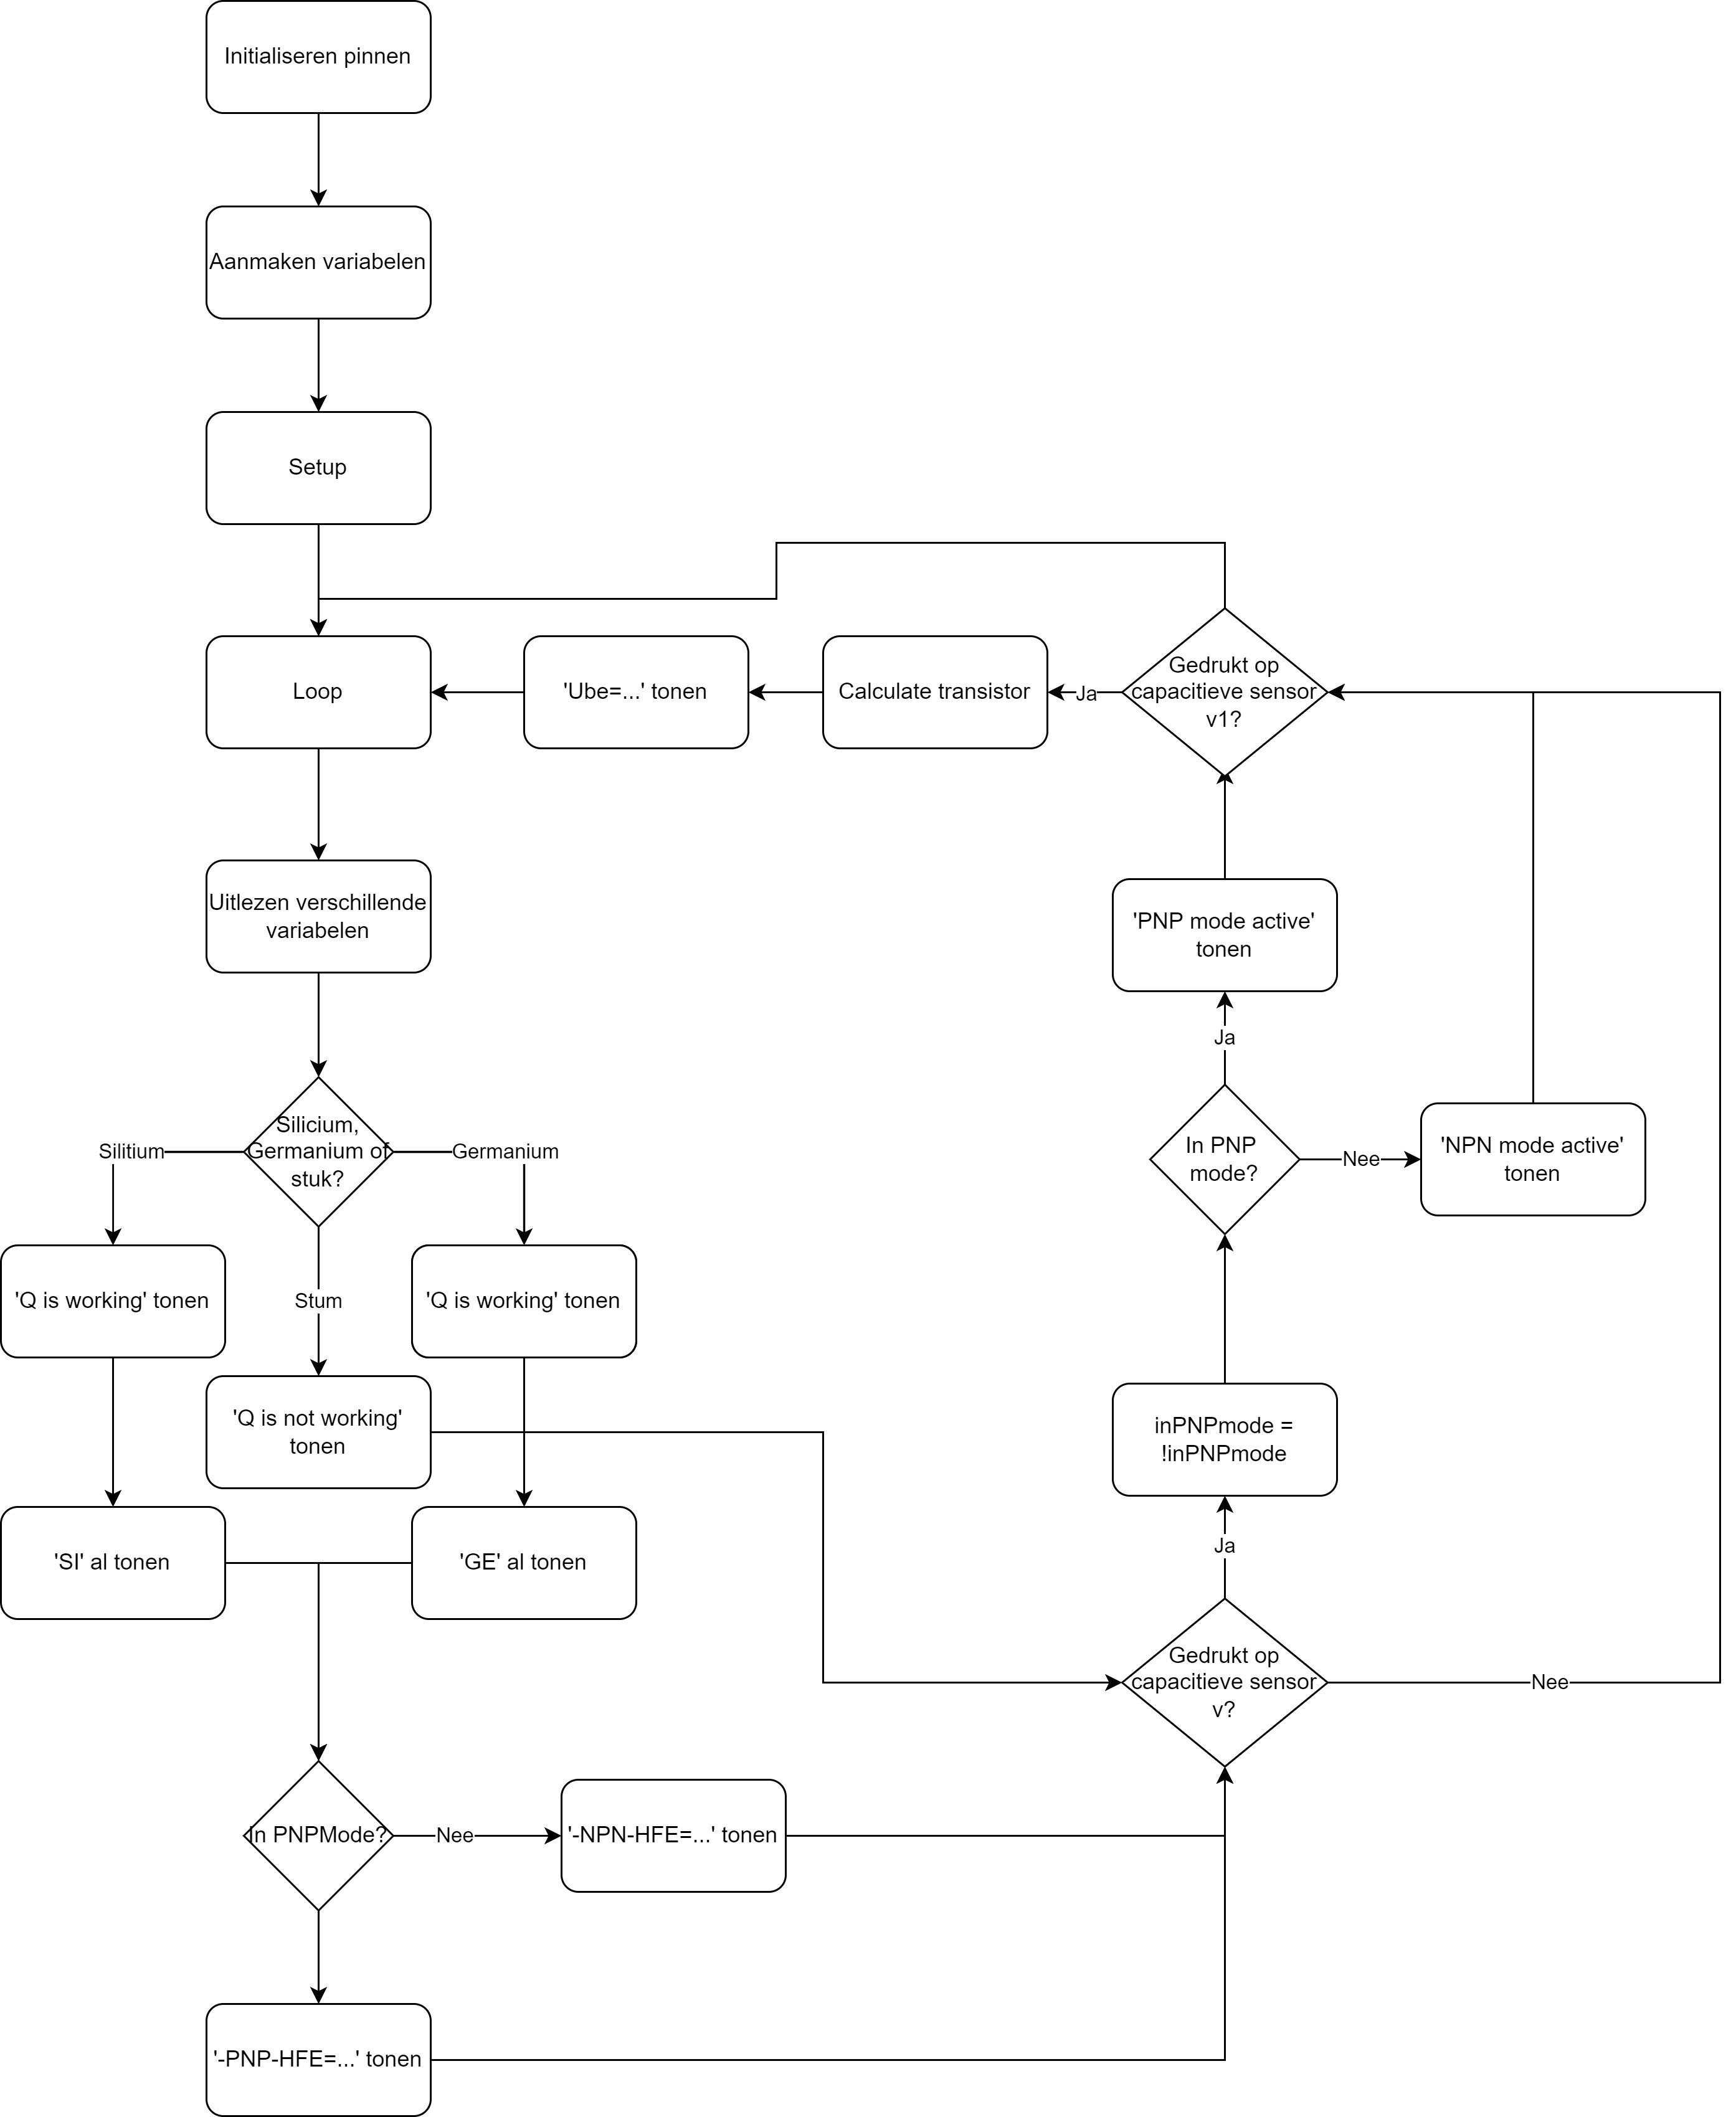 Initialiseren pinnen
Aanmaken variabelen
Setup
Loop
'Ube=...' tonen
Calculate transistor
Ja
Gedrukt op
capacitieve sensor
v1?
Uitlezen verschillende
variabelen
'PNP mode active'
tonen
Ja
Silicium,
Germanium of
stuk?
Silitium
Germanium
In PNP
mode?
Nee
'NPN mode active'
tonen
'Q is working' tonen
Stum
'Q is working' tonen
'Q is not working'
tonen
inPNPmode =
!inPNPmode
'SI' al tonen
'GE' al tonen
Ja
Gedrukt op
capacitieve sensor
v?
Nee
In PNPMode?
Nee
'-NPN-HFE=...' tonen
'-PNP-HFE=...' tonen